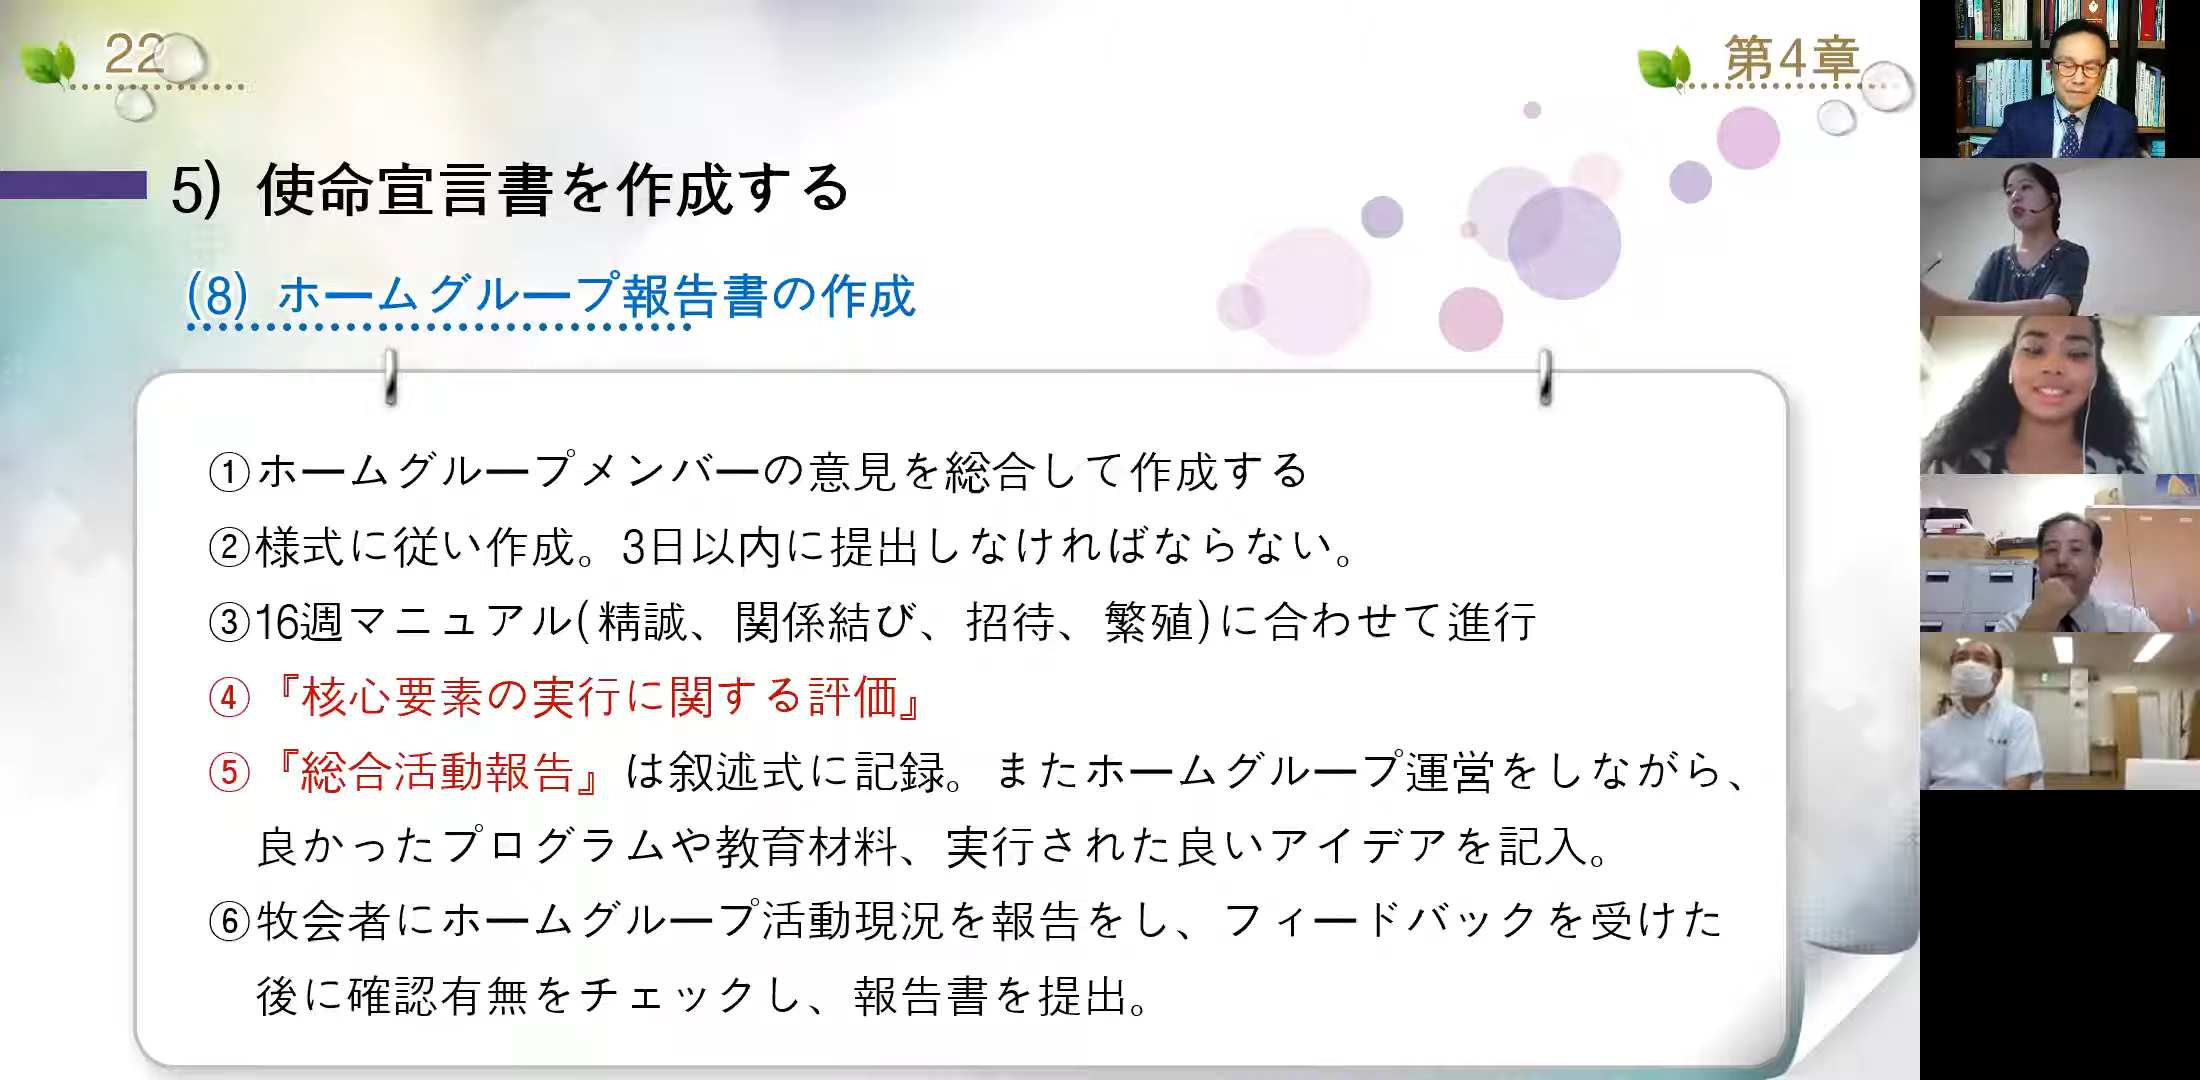 22
第4章
5) 使命宣言書を作成する
(8) ホームグループ報告書の作成
①ホームグループメンバーの意見を総合して作成する
②様式に従い作成。3日以内に提出しなければならない。
③16週マニュアル(精誠、関係結び、招待、繁殖)に合わせて進行
④『核心要素の実行に関する評価』
⑤『総合活動報告』は叙述式に記録。またホームグループ運営をしながら、
良かったプログラムや教育材料、実行された良いアイデアを記入。
⑥牧会者にホームグループ活動現況を報告をし、フィードバックを受けた
後に確認有無をチェックし、報告書を提出。